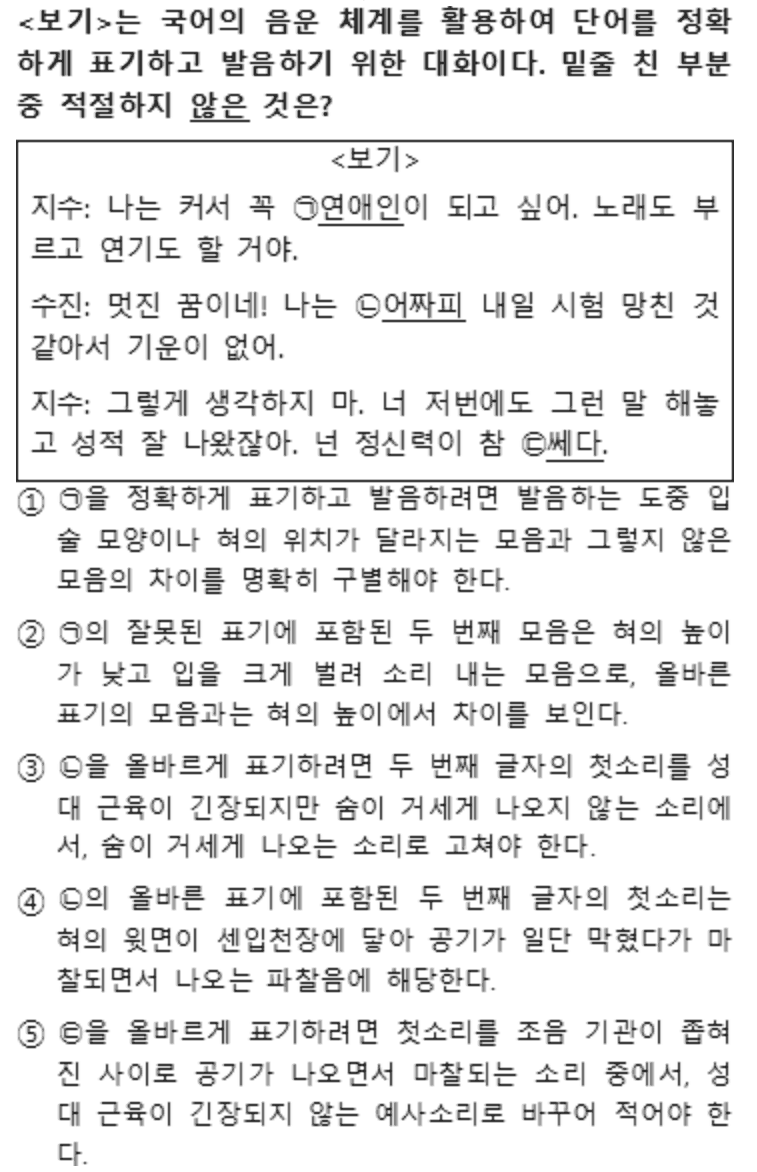 <보기>는 국어의 음운 체계를 활용하여 단어를 정확
하게 표기하고 발음하기 위한 대화이다. 밑줄 친 부분
중 적절하지 않은 것은?
<보기>
지수: 나는 커서 꼭 ㉠연애인이 되고 싶어. 노래도 부
르고 연기도 할 거야.
수진: 멋진 꿈이네! 나는 ㉡어짜피 내일 시험 망친 것
같아서 기운이 없어.
지수: 그렇게 생각하지 마. 너 저번에도 그런 말 해놓
고 성적 잘 나왔잖아. 넌 정신력이 참 ㉢쎄다.
① ㉠을 정확하게 표기하고 발음하려면 발음하는 도중 입
술 모양이나 혀의 위치가 달라지는 모음과 그렇지 않은
모음의 차이를 명확히 구별해야 한다.
② ㉠의 잘못된 표기에 포함된 두 번째 모음은 혀의 높이
가 낮고 입을 크게 벌려 소리 내는 모음으로, 올바른
표기의 모음과는 혀의 높이에서 차이를 보인다.
③ ㉡을 올바르게 표기하려면 두 번째 글자의 첫소리를 성
대 근육이 긴장되지만 숨이 거세게 나오지 않는 소리에
서, 숨이 거세게 나오는 소리로 고쳐야 한다.
④ ㉡의 올바른 표기에 포함된 두 번째 글자의 첫소리는
혀의 윗면이 센입천장에 닿아 공기가 일단 막혔다가 마
찰되면서 나오는 파찰음에 해당한다.
⑤ ㉢을 올바르게 표기하려면 첫소리를 조음 기관이 좁혀
진 사이로 공기가 나오면서 마찰되는 소리 중에서, 성
대 근육이 긴장되지 않는 예사소리로 바꾸어 적어야 한
다.